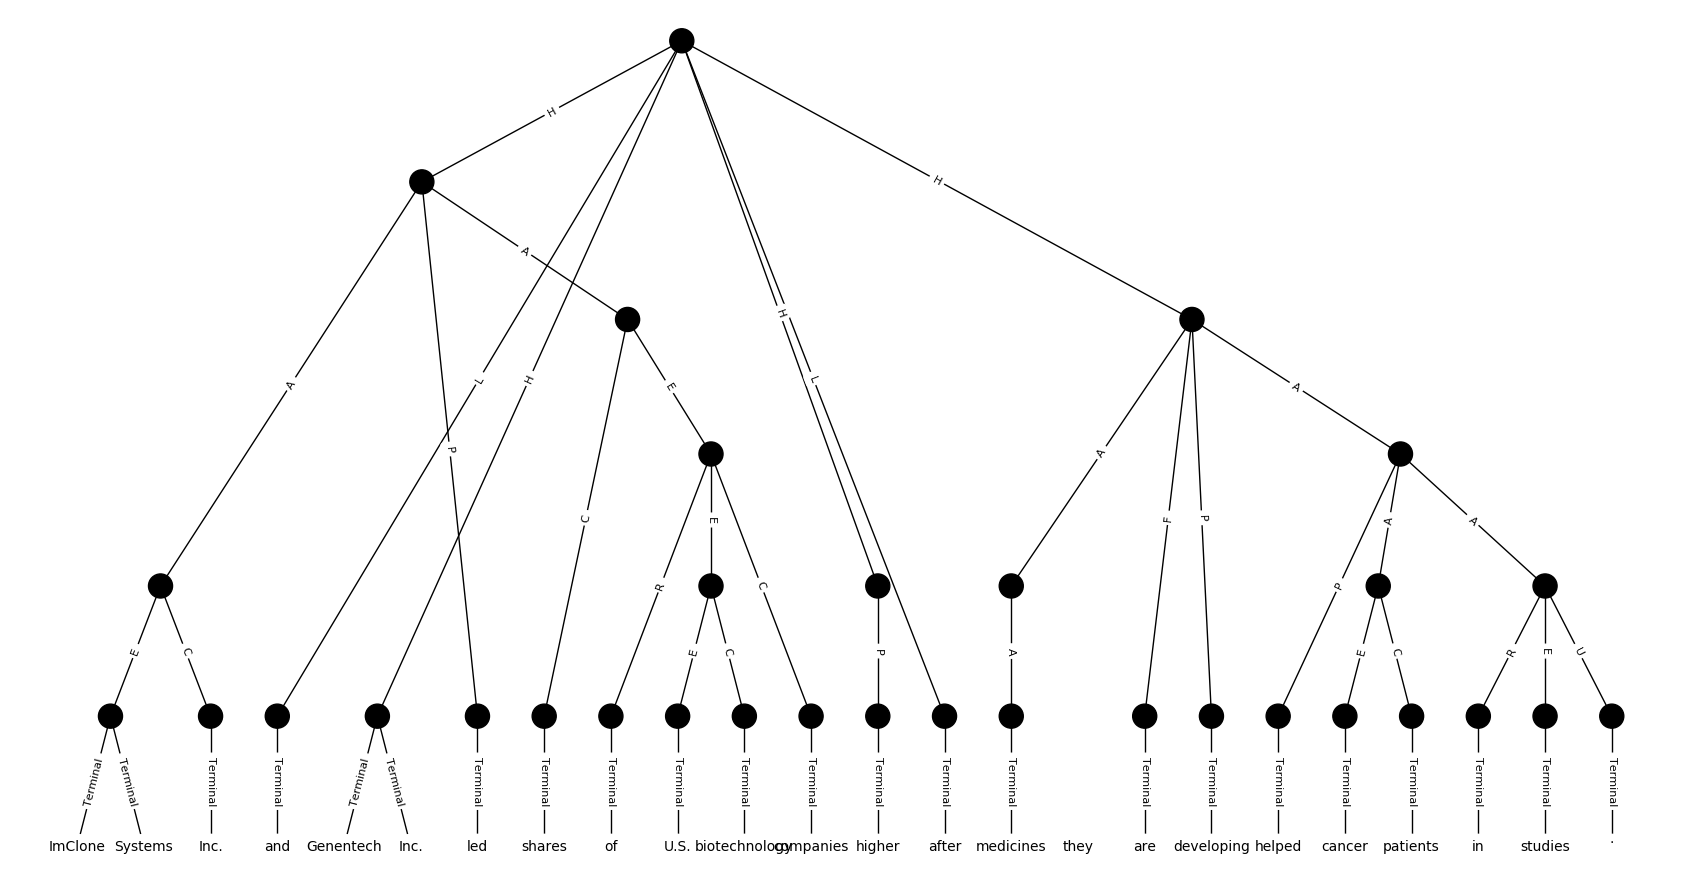 H
H
A
A
H
L
H
L
A
H
E
A
A
P
C
E
F
P
A
A
R
C
P
E
C
E
C
P
A
E
C
R
E
U
Terminal Terminal Terminal Terminal Terminal Terminal Terminal Terminal Terminal Terminal Terminal Terminal Terminal Terminal Terminal Terminal Terminal Terminal Terminal Terminal Terminal Terminal Terminal
ImClone Systems Inc. and Genentech Inc. led shares of U.S. biotechnology companies higher after medicines they are developing helped cancer patients in studies .